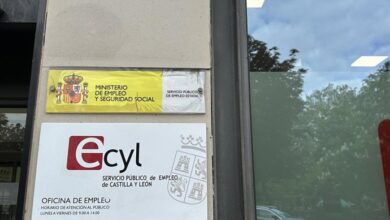 MINISTERIO
DE EMPLEO
Y SEGURIDAD SOCIAL
SERVICIO PÚBLICO
DE EMPLEO ESTATAL
ecyl
SERVICIO PÚBLICO DE EMPLEO
DE CASTILLA Y LEÓN
OFICINA DE EMPLEO
HORARIO DE ATENCIÓN AL PÚBLICO
LUNES A VIERNES DE 9:00 A 14:00